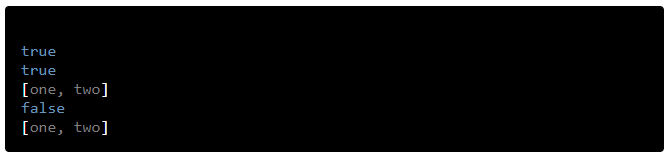 true
true
[one, two]
false
[one, two]